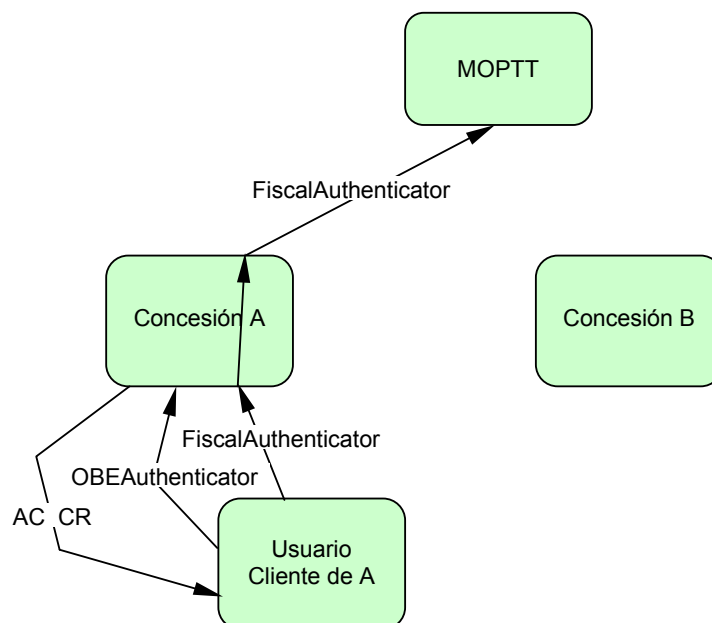 MOPTT
FiscalAuthenticator
Concesión A
Concesión B
FiscalAuthenticator
OBEAuthenticator
AC CR
Usuario
Cliente de A